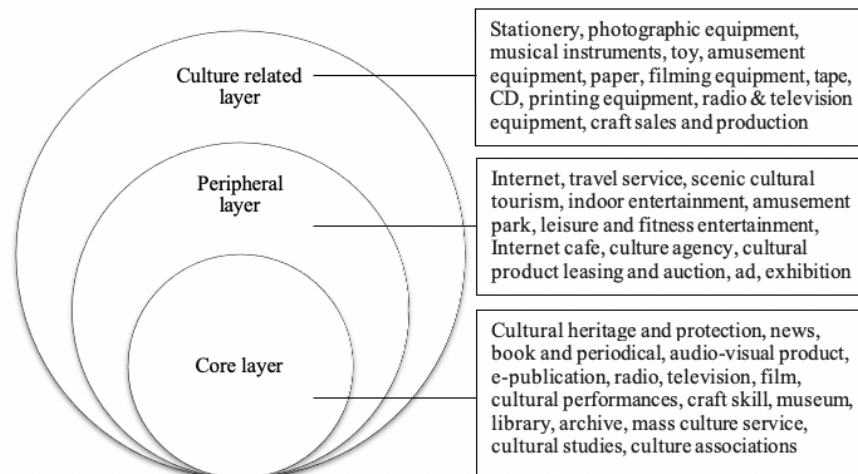 Culture related
layer
Stationery, photographic equipment,
musical instruments, toy, amusement
equipment, paper, filming equipment, tape,
CD, printing equipment, radio & television
equipment, craft sales and production
Peripheral
layer
Internet, travel service, scenic cultural
tourism, indoor entertainment, amusement
park, leisure and fitness entertainment,
Internet cafe, culture agency, cultural
product leasing and auction, ad, exhibition
Core layer
Cultural heritage and protection, news,
book and periodical, audio-visual product,
e-publication, radio, television, film,
cultural performances, craft skill, museum,
library, archive, mass culture service,
cultural studies, culture associations